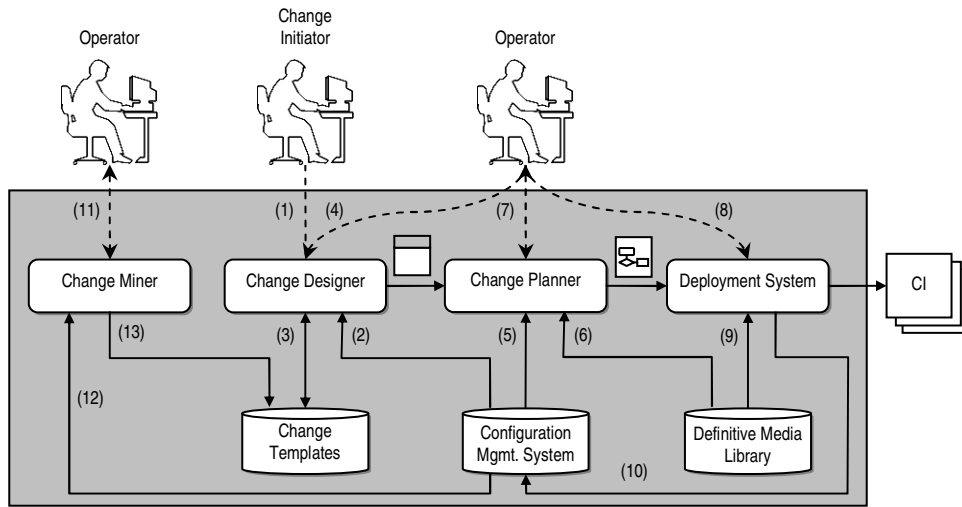 Change
Initiator
Operator
Operator
(11)
(1)
(4)
(7)
(8)
Change Miner
Change Designer
Change Planner
Deployment System
CI
(13)
(3)
(2)
(5)
(6)
(9)
(12)
Change
Templates
Configuration
Mgmt. System
Definitive Media
Library
(10)